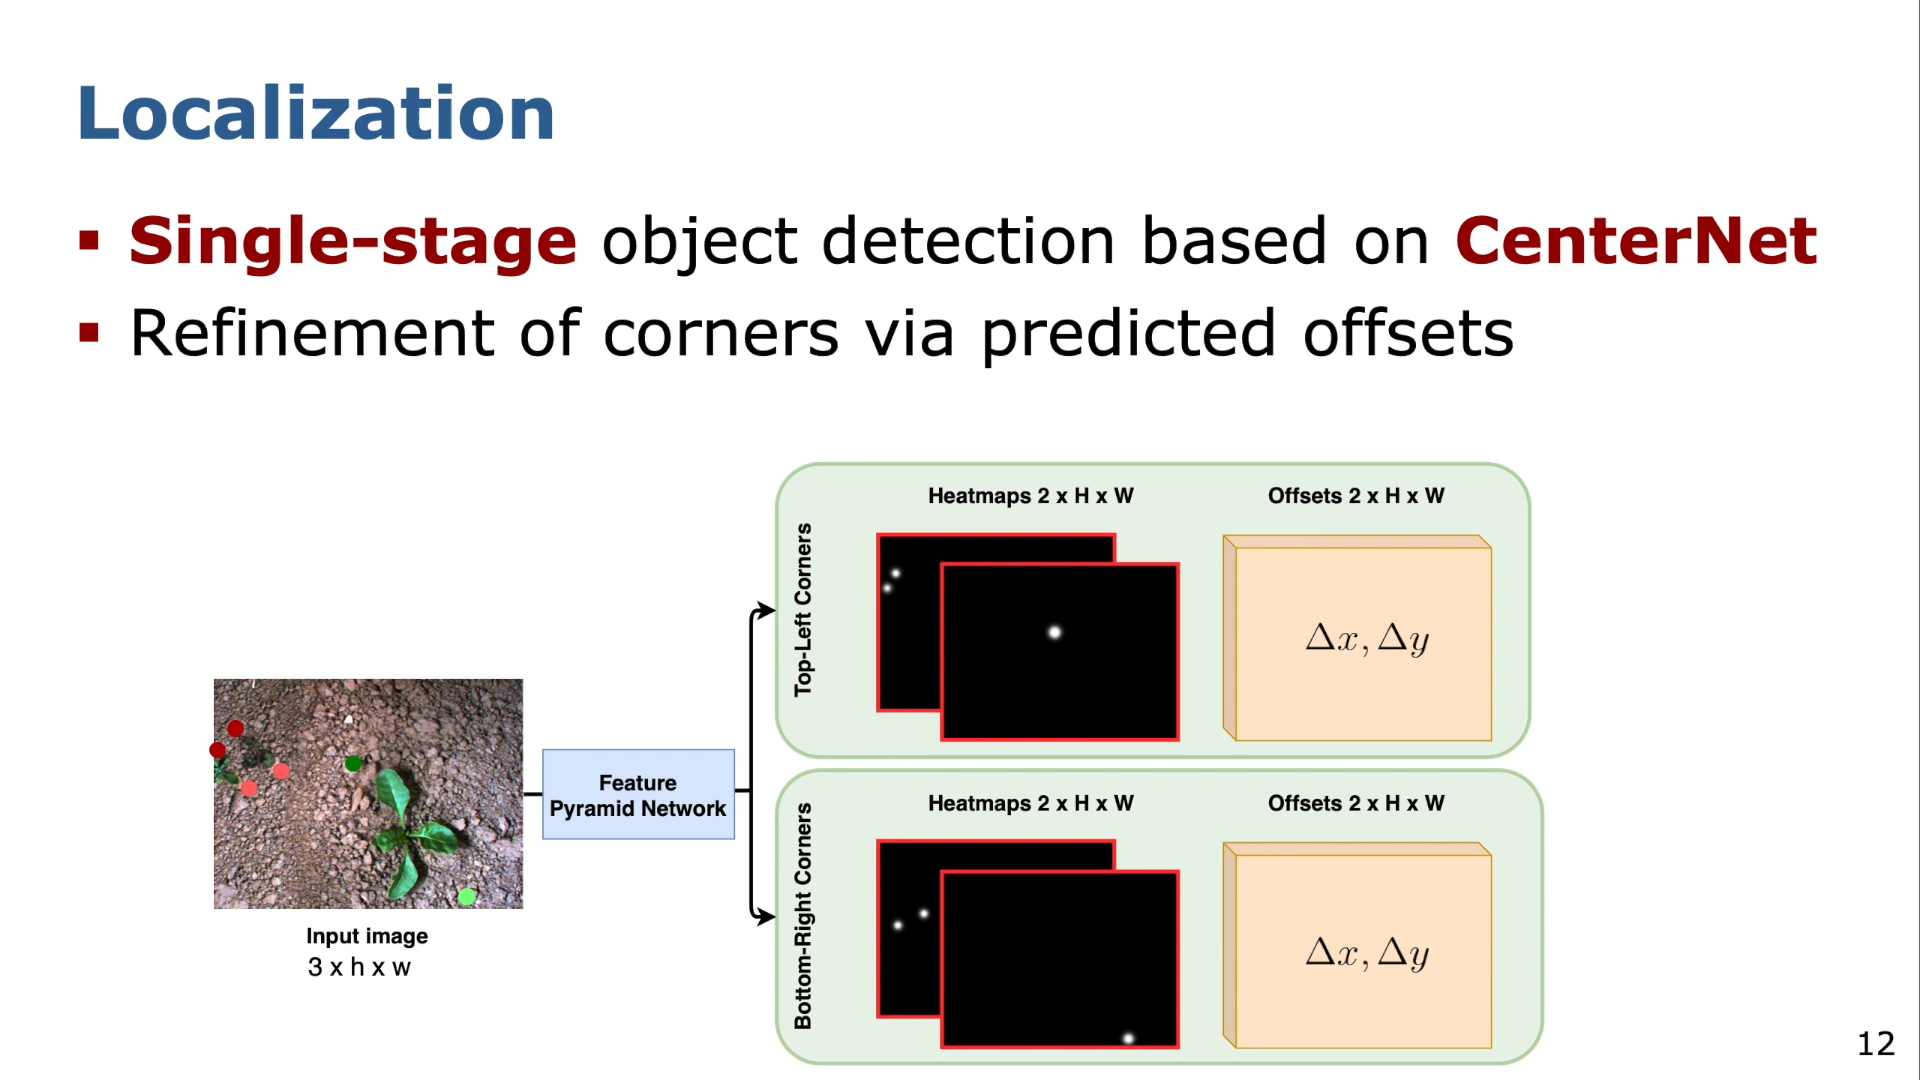 Localization
Single-stage object detection based on CenterNet
Refinement of corners via predicted offsets
Input image
3 x h x w
Feature
Pyramid Network
Top-Left Corners
Heatmaps 2 x H x W
Offsets 2 x H x W
Δx, Δy
Bottom-Right Corners
Heatmaps 2 x H x W
Offsets 2 x H x W
Δx, Δy
12